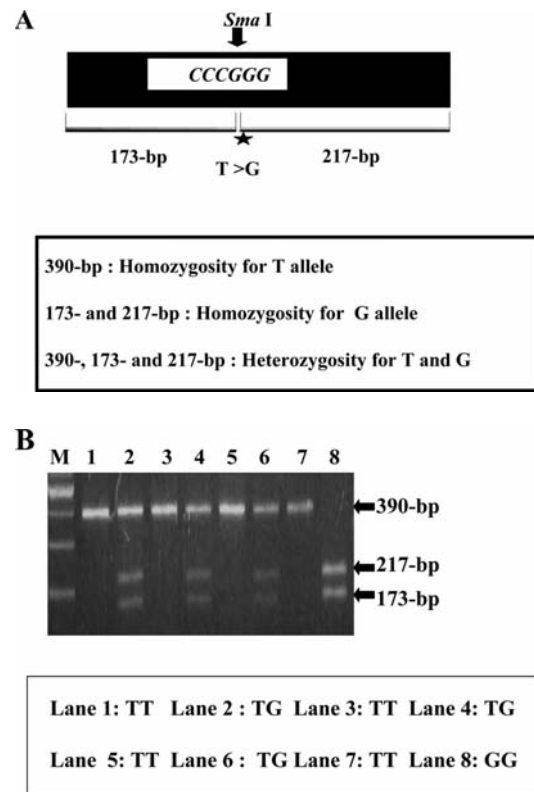 A
Sma I
CCCGGG
173-bp 217-bp
T >G
390-bp : Homozygosity for T allele
173- and 217-bp : Homozygosity for G allele
390-, 173- and 217-bp : Heterozygosity for T and G
B
M 1 2 3 4 5 6 7 8
390-bp
217-bp
173-bp
Lane 1: TT Lane 2 : TG Lane 3: TT Lane 4: TG
Lane 5: TT Lane 6 : TG Lane 7: TT Lane 8: GG